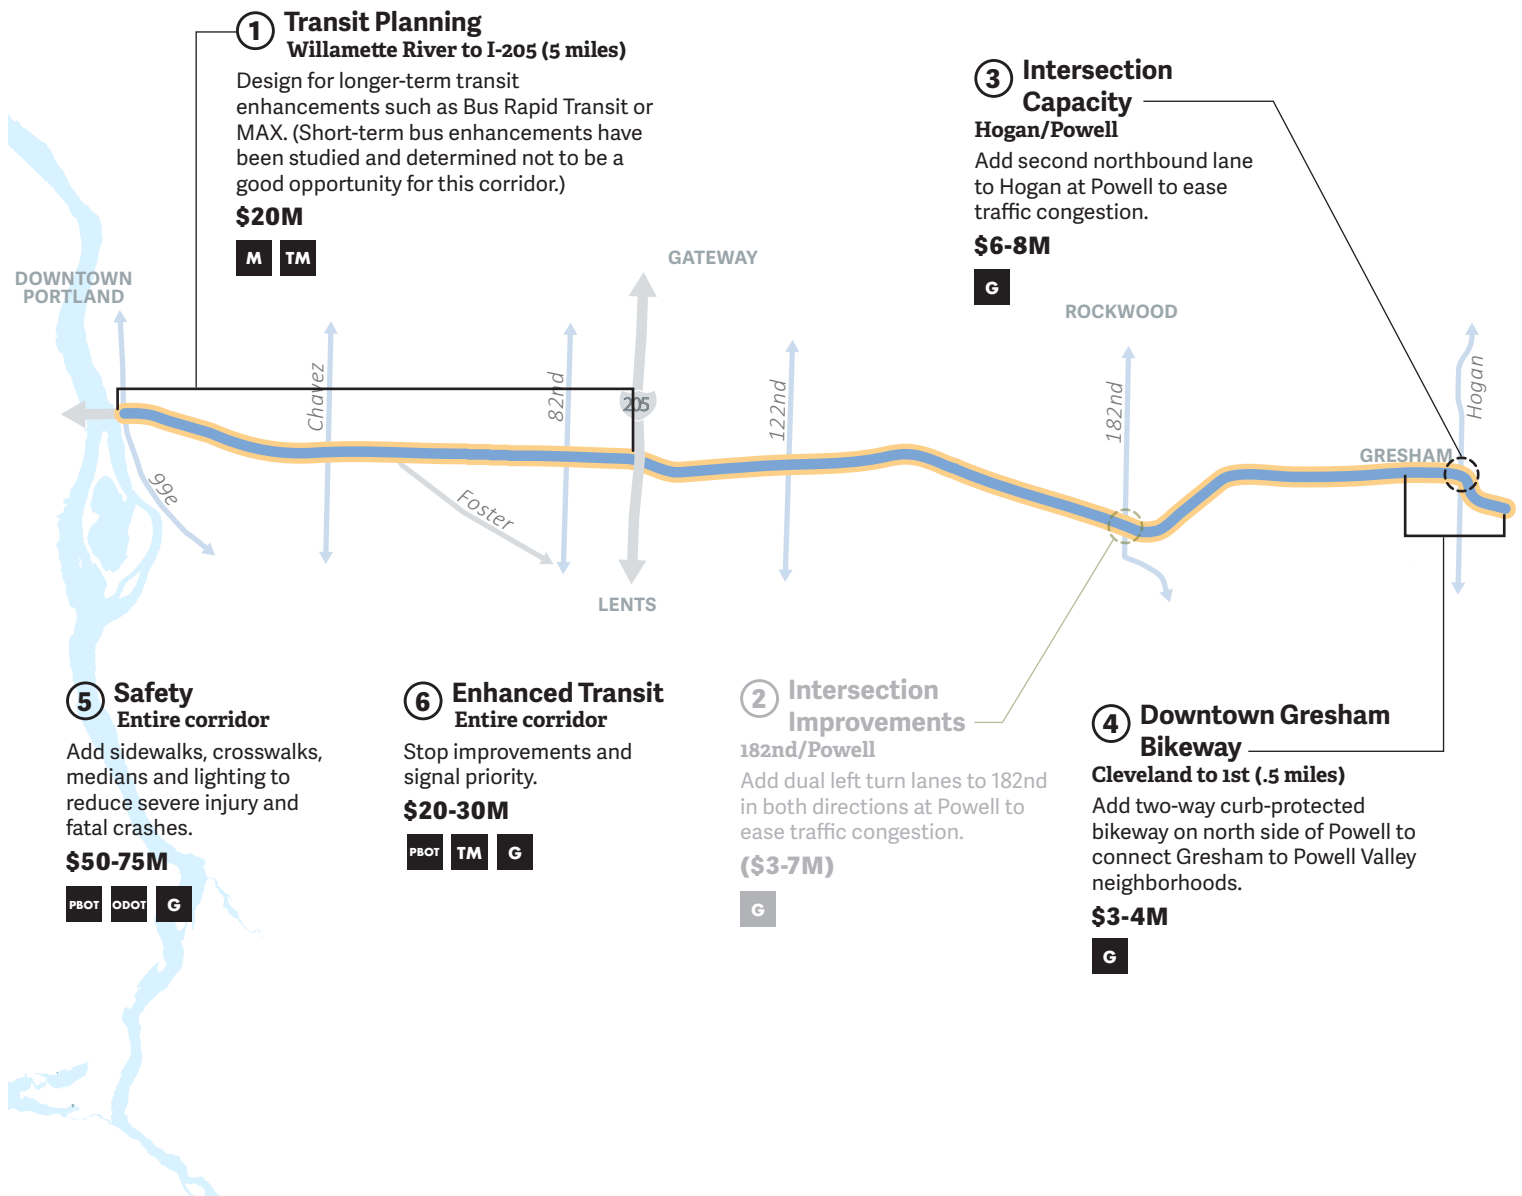 1 Transit Planning
Willamette River to I-205 (5 miles)
Design for longer-term transit
enhancements such as Bus Rapid Transit or
MAX. (Short-term bus enhancements have
been studied and determined not to be a
good opportunity for this corridor.)
$20M
M TM
3 Intersection
Capacity
Hogan/Powell
Add second northbound lane
to Hogan at Powell to ease
traffic congestion.
$6-8M
G
DOWNTOWN
PORTLAND
GATEWAY
ROCKWOOD
Chavez
82nd
205
122nd
182nd
Hogan
GRESHAM
99e
Foster
LENTS
5 Safety
Entire corridor
Add sidewalks, crosswalks,
medians and lighting to
reduce severe injury and
fatal crashes.
$50-75M
PBOT ODOT G
6 Enhanced Transit
Entire corridor
Stop improvements and
signal priority.
$20-30M
PBOT TM G
2 Intersection
Improvements
182nd/Powell
Add dual left turn lanes to 182nd
in both directions at Powell to
ease traffic congestion.
($3-7M)
G
4 Downtown Gresham
Bikeway
Cleveland to 1st (.5 miles)
Add two-way curb-protected
bikeway on north side of Powell to
connect Gresham to Powell Valley
neighborhoods.
$3-4M
G